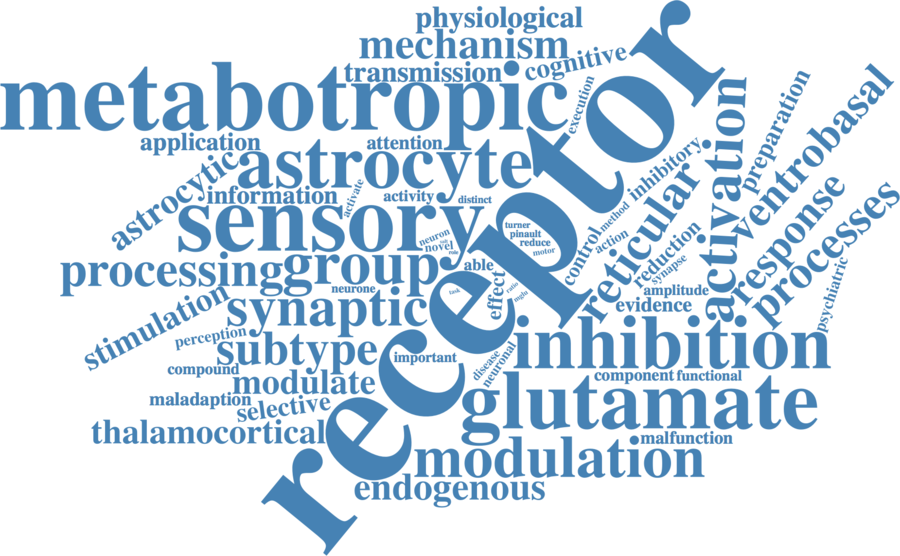 physiological
mechanism
transmission
cognitive
metabotropic
receptor
execution
application
attention
astrocyte
astrocytic
information
activate
activity
distinct
sensory
inhibitory
activation
preparation
ventrobasal
reticular
method
control
action
turner
pinault
reduce
motor
neuron
novel
role
able
processing
group
neurone
effect
ratio
mglu
task
reduction
synapse
amplitude
evidence
response
processes
psychiatric
stimulation
synaptic
perception
subtype
important
inhibition
disease
neuronal
compound
modulate
component
functional
maladaption
selective
glutamate
thalamocortical
malfunction
modulation
endogenous